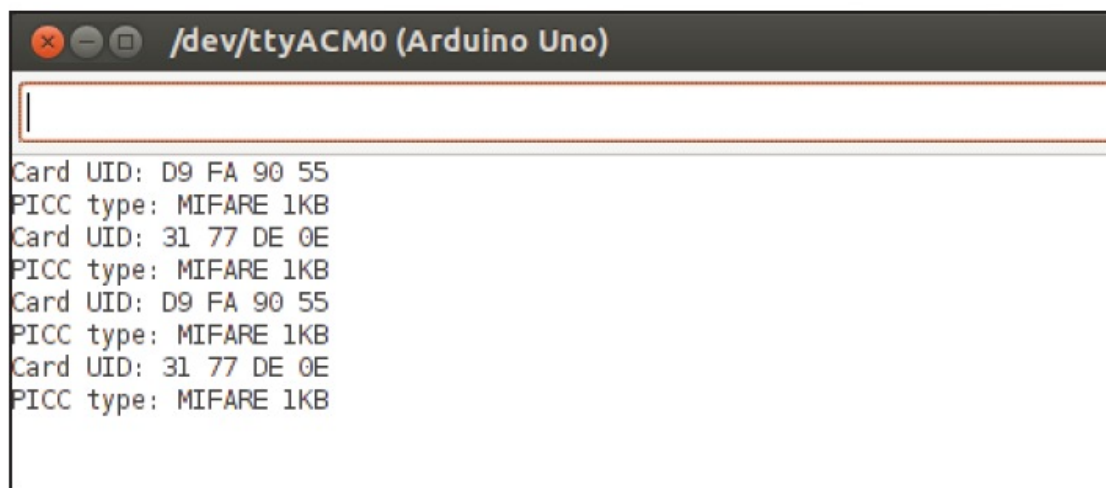 /dev/ttyACM0 (Arduino Uno)
Card UID: D9 FA 90 55
PICC type: MIFARE 1KB
Card UID: 31 77 DE 0E
PICC type: MIFARE 1KB
Card UID: D9 FA 90 55
PICC type: MIFARE 1KB
Card UID: 31 77 DE 0E
PICC type: MIFARE 1KB